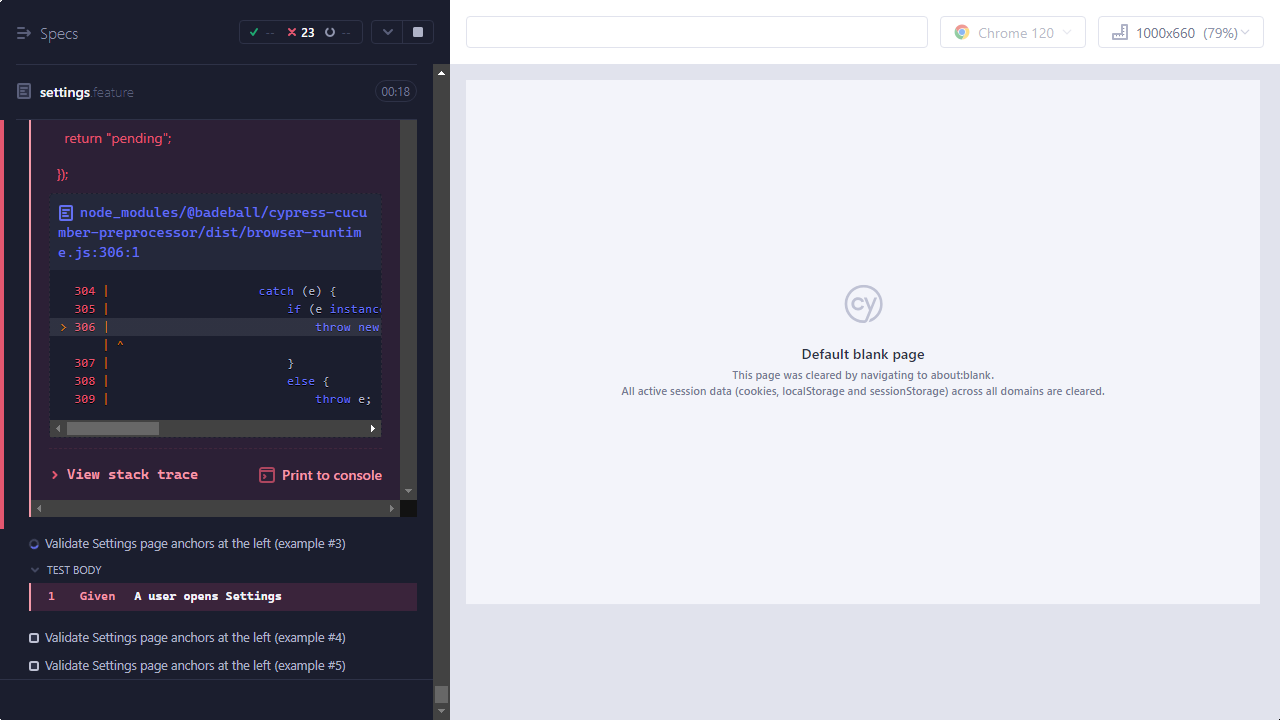 Specs
-- 23 --
settings.feature
00:18
return "pending";
});
node_modules/@badeball/cypress-cucu
mber-preprocessor/dist/browser-runtim
e.js:306:1
304 | catch (e) {
305 | if (e instanc
> 306 | throw new
| ^
307 | }
308 | else {
309 | throw e;
View stack trace
Print to console
Validate Settings page anchors at the left (example #3)
TEST BODY
1 Given A user opens Settings
Validate Settings page anchors at the left (example #4)
Validate Settings page anchors at the left (example #5)
Chrome 120
1000x660 (79%)
cy
Default blank page
This page was cleared by navigating to about:blank.
All active session data (cookies, localStorage and sessionStorage) across all domains are cleared.